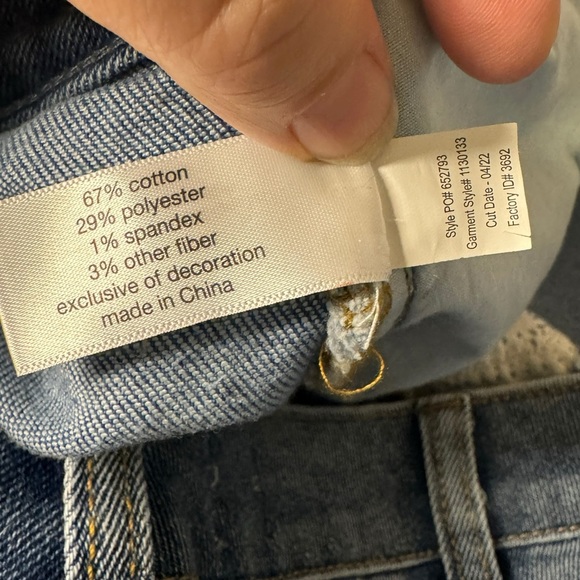 67% cotton
29% polyester
1% spandex
3% other fiber
exclusive of decoration
made in China
Style PO# 652793
Garment Style# 1130133
Cut Date - 04/22
Factory ID# 3692